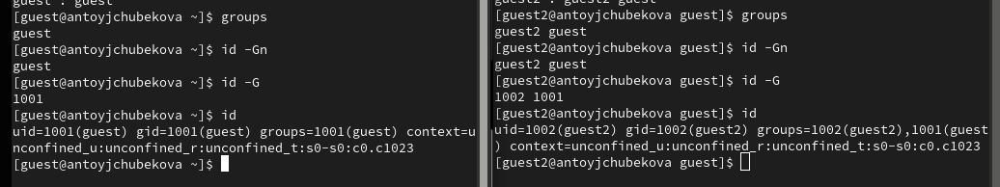 guest : guest
[guest@antoyjchubekova ~]$ groups
guest
[guest@antoyjchubekova ~]$ id -Gn
guest
[guest@antoyjchubekova ~]$ id -G
1001
[guest@antoyjchubekova ~]$ id
uid=1001(guest) gid=1001(guest) groups=1001(guest) context=u
nconfined_u:unconfined_r:unconfined_t:s0-s0:c0.c1023
[guest@antoyjchubekova ~]$
guest2 : guest2 guest
[guest2@antoyjchubekova guest]$ groups
guest2 guest
[guest2@antoyjchubekova guest]$ id -Gn
guest2 guest
[guest2@antoyjchubekova guest]$ id -G
1002 1001
[guest2@antoyjchubekova guest]$ id
uid=1002(guest2) gid=1002(guest2) groups=1002(guest2),1001(guest
) context=unconfined_u:unconfined_r:unconfined_t:s0-s0:c0.c1023
[guest2@antoyjchubekova guest]$